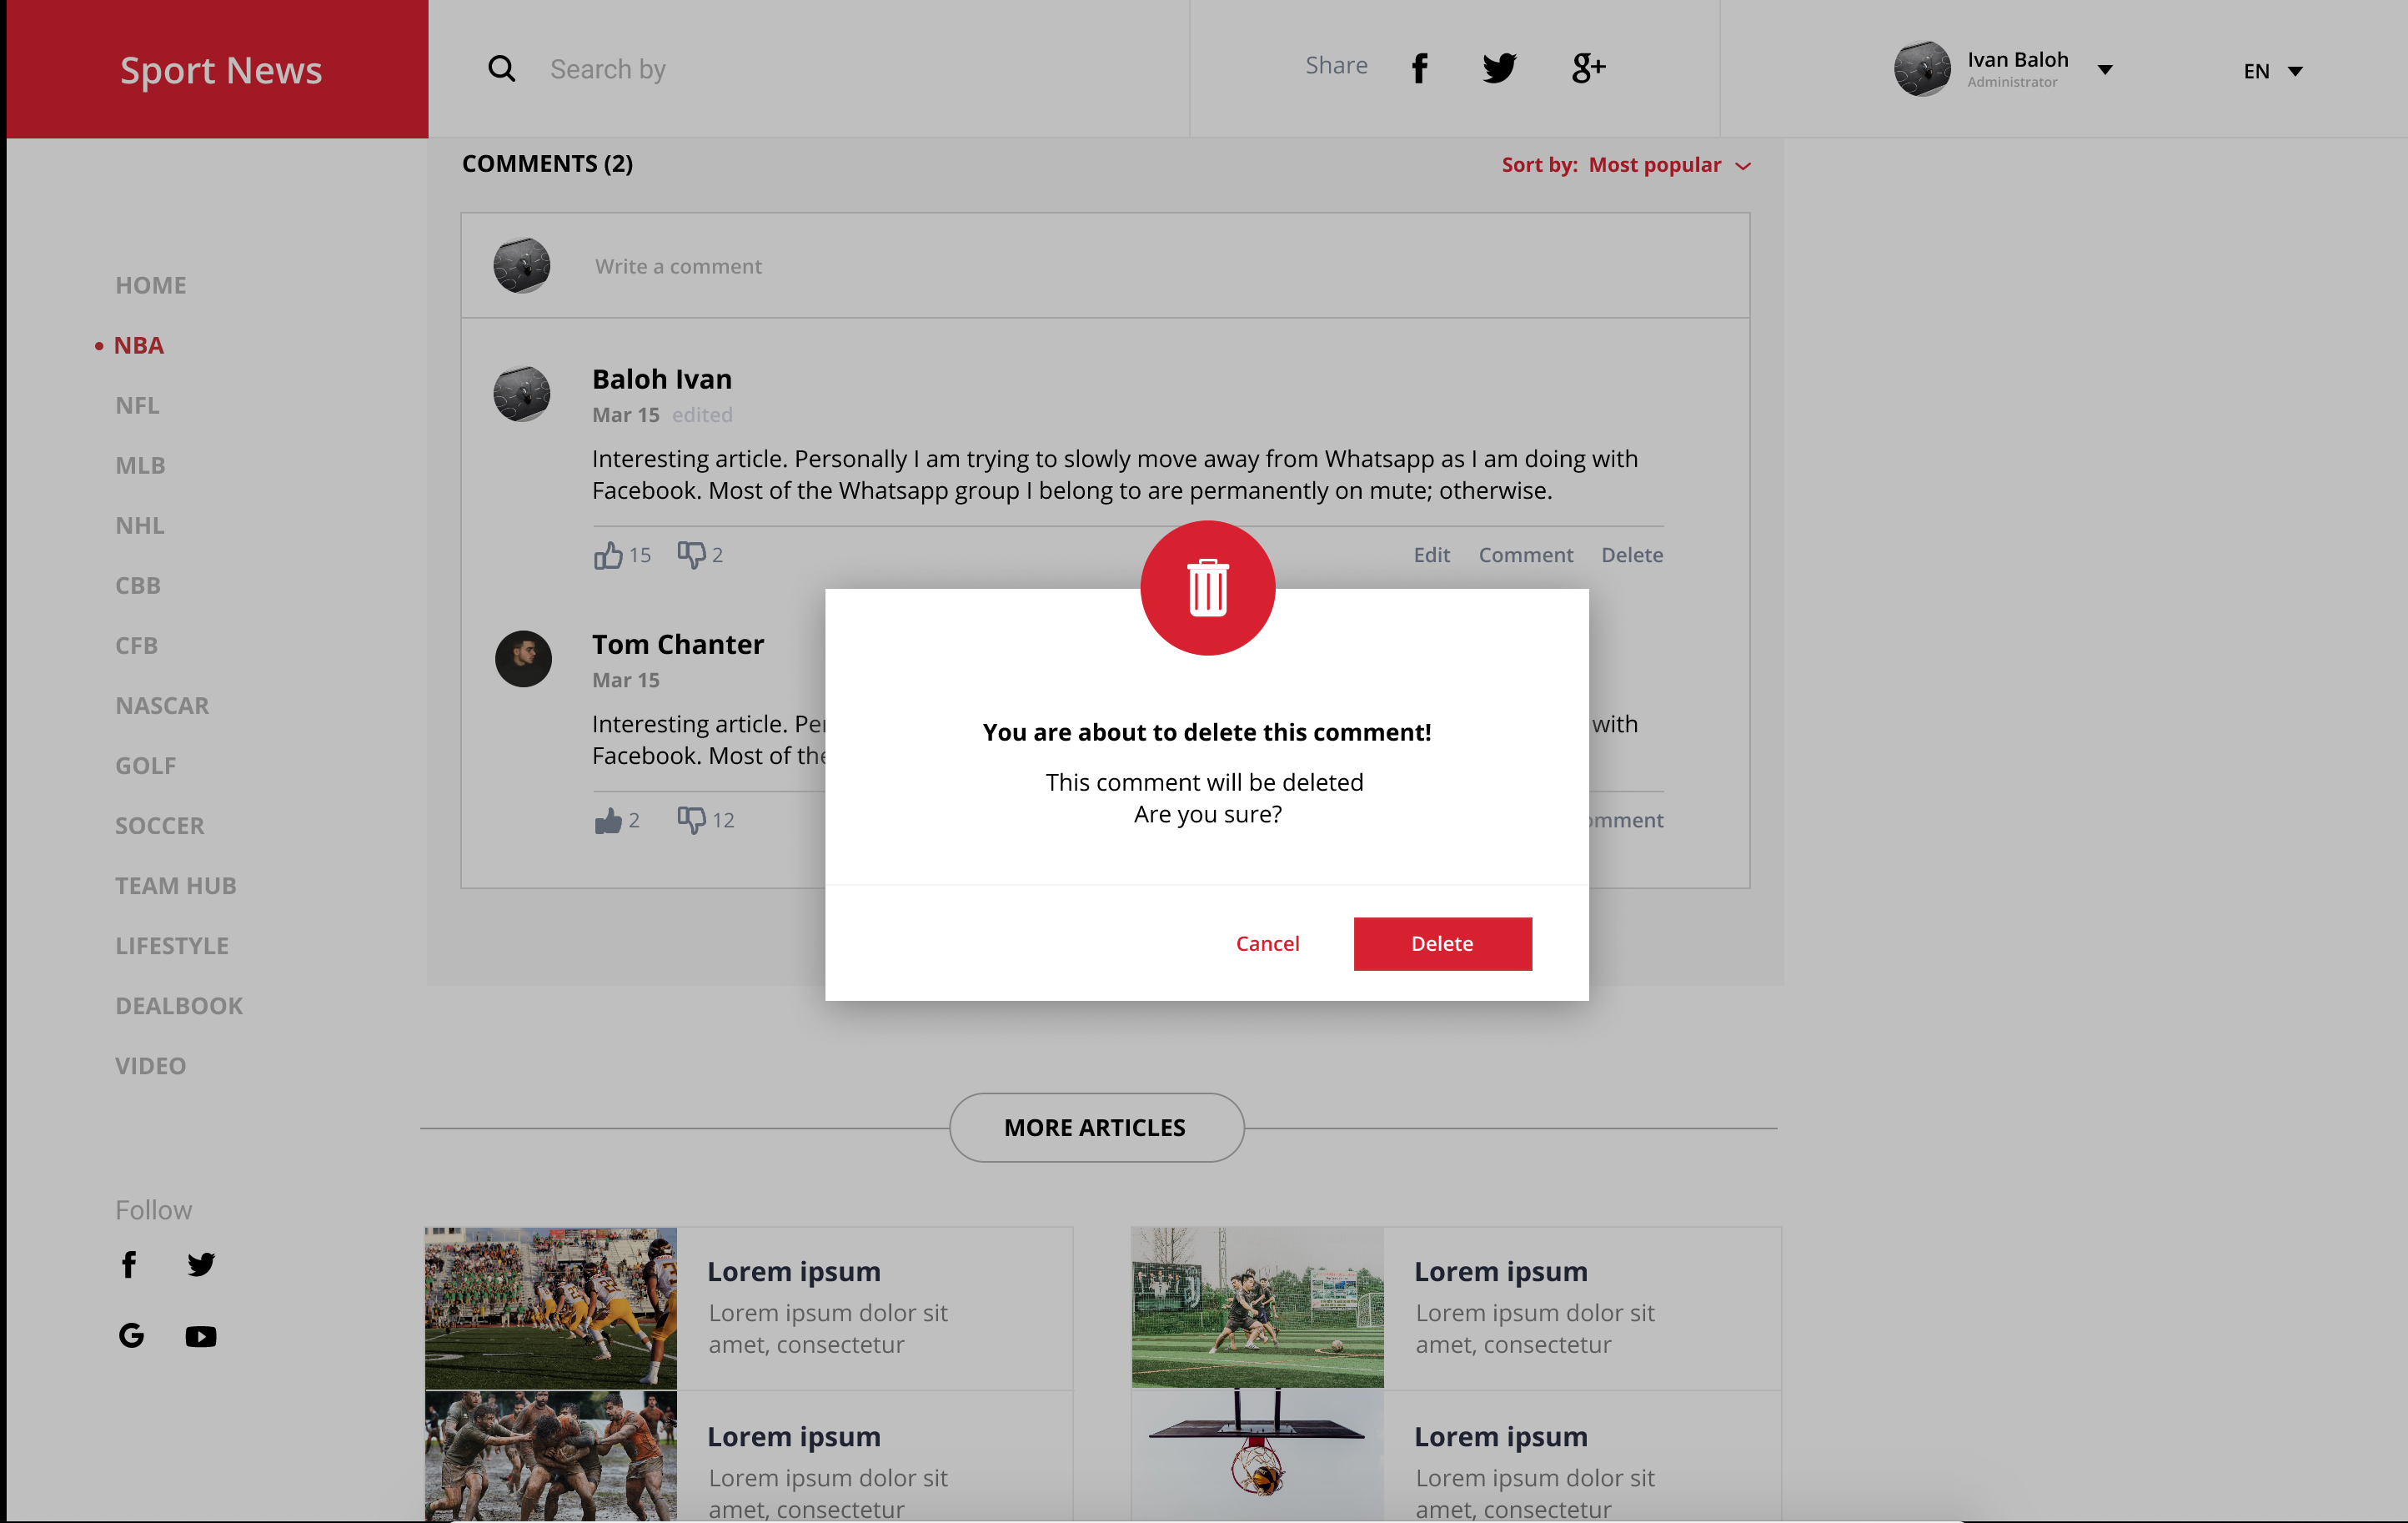 Sport News
Search by
Share
Ivan Baloh
Administrator
EN
COMMENTS (2)
Sort by: Most popular
Write a comment
HOME
NBA
NFL
MLB
NHL
CBB
CFB
NASCAR
GOLF
SOCCER
TEAM HUB
LIFESTYLE
DEALBOOK
VIDEO
Follow
Baloh Ivan
Mar 15 edited
Interesting article. Personally I am trying to slowly move away from Whatsapp as I am doing with
Facebook. Most of the Whatsapp group I belong to are permanently on mute; otherwise.
15 2
Edit Comment Delete
Tom Chanter
Mar 15
Interesting article. with
Facebook. Most of the
2 12
You are about to delete this comment!
This comment will be deleted
Are you sure?
Cancel Delete
MORE ARTICLES
Lorem ipsum
Lorem ipsum dolor sit
amet, consectetur
Lorem ipsum
Lorem ipsum dolor sit
amet, consectetur
Lorem ipsum
Lorem ipsum dolor sit
amet, consectetur
Lorem ipsum
Lorem ipsum dolor sit
amet, consectetur